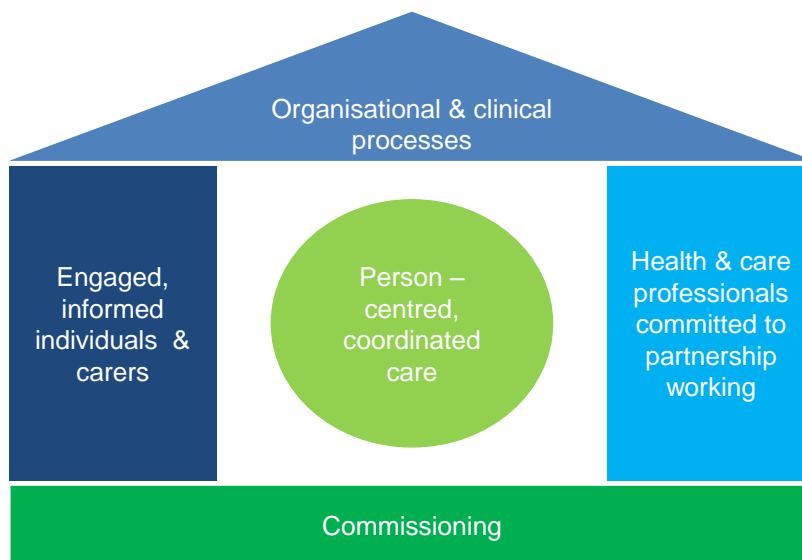 Organisational & clinical
processes
Engaged,
informed
individuals & 
carers
Person –
centred,
coordinated
care
Health & care
professionals
committed to
partnership
working
Commissioning